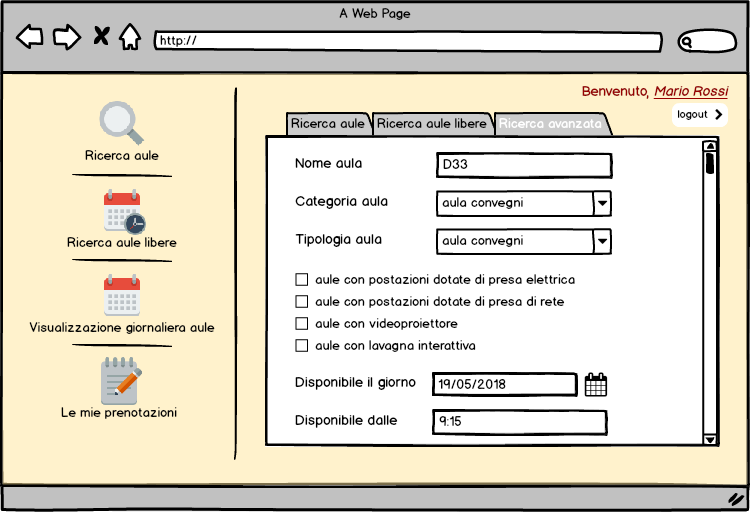 A Web Page
http://
Benvenuto, Mario Rossi
logout
Ricerca aule
Ricerca aule libere
Visualizzazione giornaliera aule
Le mie prenotazioni
Ricerca aule Ricerca aule libere Ricerca avanzata
Nome aula D33
Categoria aula aula convegni
Tipologia aula aula convegni
aule con postazioni dotate di presa elettrica
aule con postazioni dotate di presa di rete
aule con videoproiettore
aule con lavagna interattiva
Disponibile il giorno 19/05/2018
Disponibile dalle 9:15